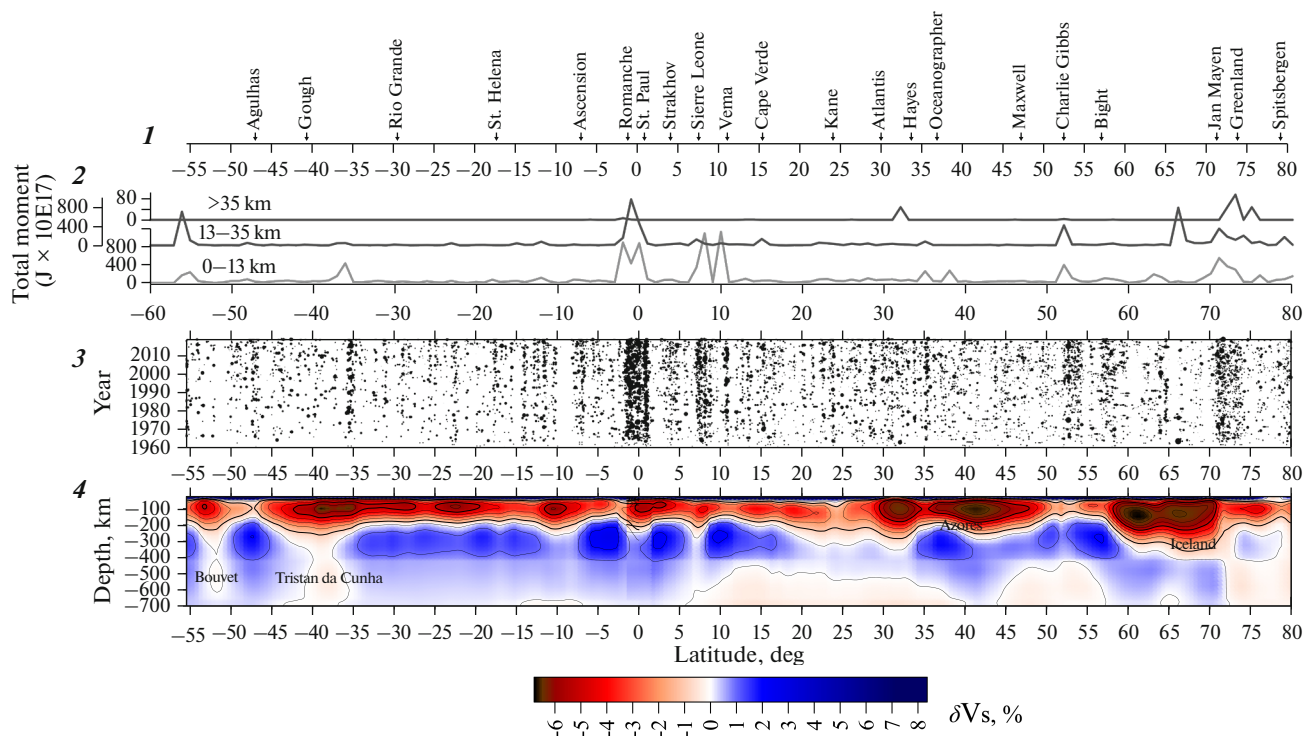 Agulhas
Gough
Rio Grande
St. Helena
Ascension
Romanche
St. Paul
Strakhov
Sierre Leone
Vema
Cape Verde
Kane
Atlantis
Hayes
Oceanographer
Maxwell
Charlie Gibbs
Bight
Jan Mayen
Greenland
Spitsbergen
1
−55 −50 −45 −40 −35 −30 −25 −20 −15 −10 −5 0 5 10 15 20 25 30 35 40 45 50 55 60 65 70 75 80
2
Total moment
(J × 10E17)
80
0
>35 km
800
400
0
13−35 km
800
400
0
0−13 km
−60 −50 −40 −30 −20 −10 0 10 20 30 40 50 60 70 80
3
Year
2010
2000
1990
1980
1970
1960
−55 −50 −45 −40 −35 −30 −25 −20 −15 −10 −5 0 5 10 15 20 25 30 35 40 45 50 55 60 65 70 75 80
4
Depth, km
−100
−200
−300
−400
−500
−600
−700
Azores
Iceland
Bouvet
Tristan da Cunha
−55 −50 −45 −40 −35 −30 −25 −20 −15 −10 −5 0 5 10 15 20 25 30 35 40 45 50 55 60 65 70 75 80
Latitude, deg
−6 −5 −4 −3 −2 −1 0 1 2 3 4 5 6 7 8
δVs, %